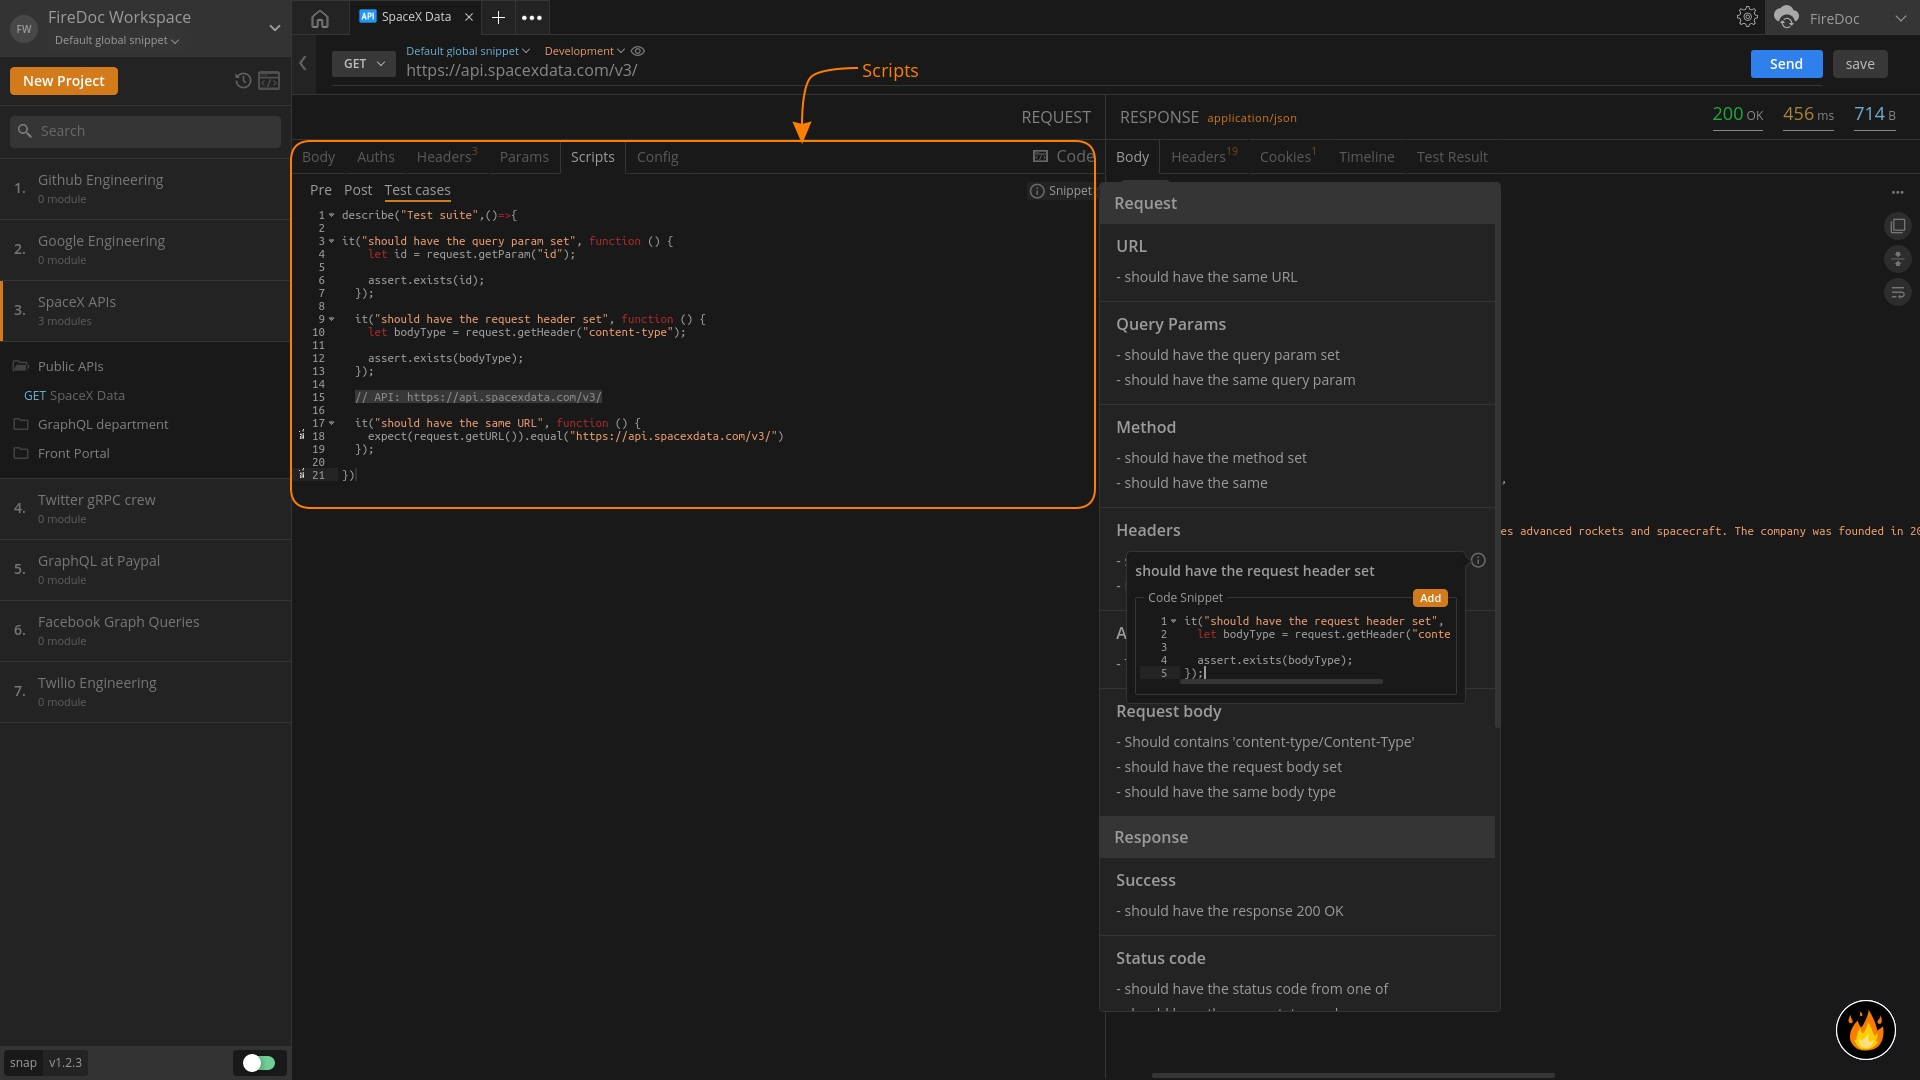 FW
FireDoc Workspace
Default global snippet
New Project
Search
1. Github Engineering
0 module
2. Google Engineering
0 module
3. SpaceX APIs
3 modules
Public APIs
GET SpaceX Data
GraphQL department
Front Portal
4. Twitter gRPC crew
0 module
5. GraphQL at Paypal
0 module
6. Facebook Graph Queries
0 module
7. Twilio Engineering
0 module
snap v1.2.3
API SpaceX Data
FireDoc
GET
Default global snippet Development
https://api.spacexdata.com/v3/
Send save
Scripts
REQUEST
Body Auths Headers3 Params Scripts Config
Code
Pre Post Test cases
Snippet
1 describe("Test suite",()=>{
2
3 it("should have the query param set", function () {
4 let id = request.getParam("id");
5
6 assert.exists(id);
7 });
8
9 it("should have the request header set", function () {
10 let bodyType = request.getHeader("content-type");
11
12 assert.exists(bodyType);
13 });
14
15 // API: https://api.spacexdata.com/v3/
16
17 it("should have the same URL", function () {
18 expect(request.getURL()).equal("https://api.spacexdata.com/v3/")
19 });
20
21 })
RESPONSE application/json
200 OK 456 ms 714 B
Body Headers19 Cookies1 Timeline Test Result
Request
URL
- should have the same URL
Query Params
- should have the query param set
- should have the same query param
Method
- should have the method set
- should have the same
Headers
should have the request header set
Code Snippet
Add
1 it("should have the request header set",
2 let bodyType = request.getHeader("conte
3
4 assert.exists(bodyType);
5 });
Request body
- Should contains 'content-type/Content-Type'
- should have the request body set
- should have the same body type
Response
Success
- should have the response 200 OK
Status code
- should have the status code from one of
es advanced rockets and spacecraft. The company was founded in 20